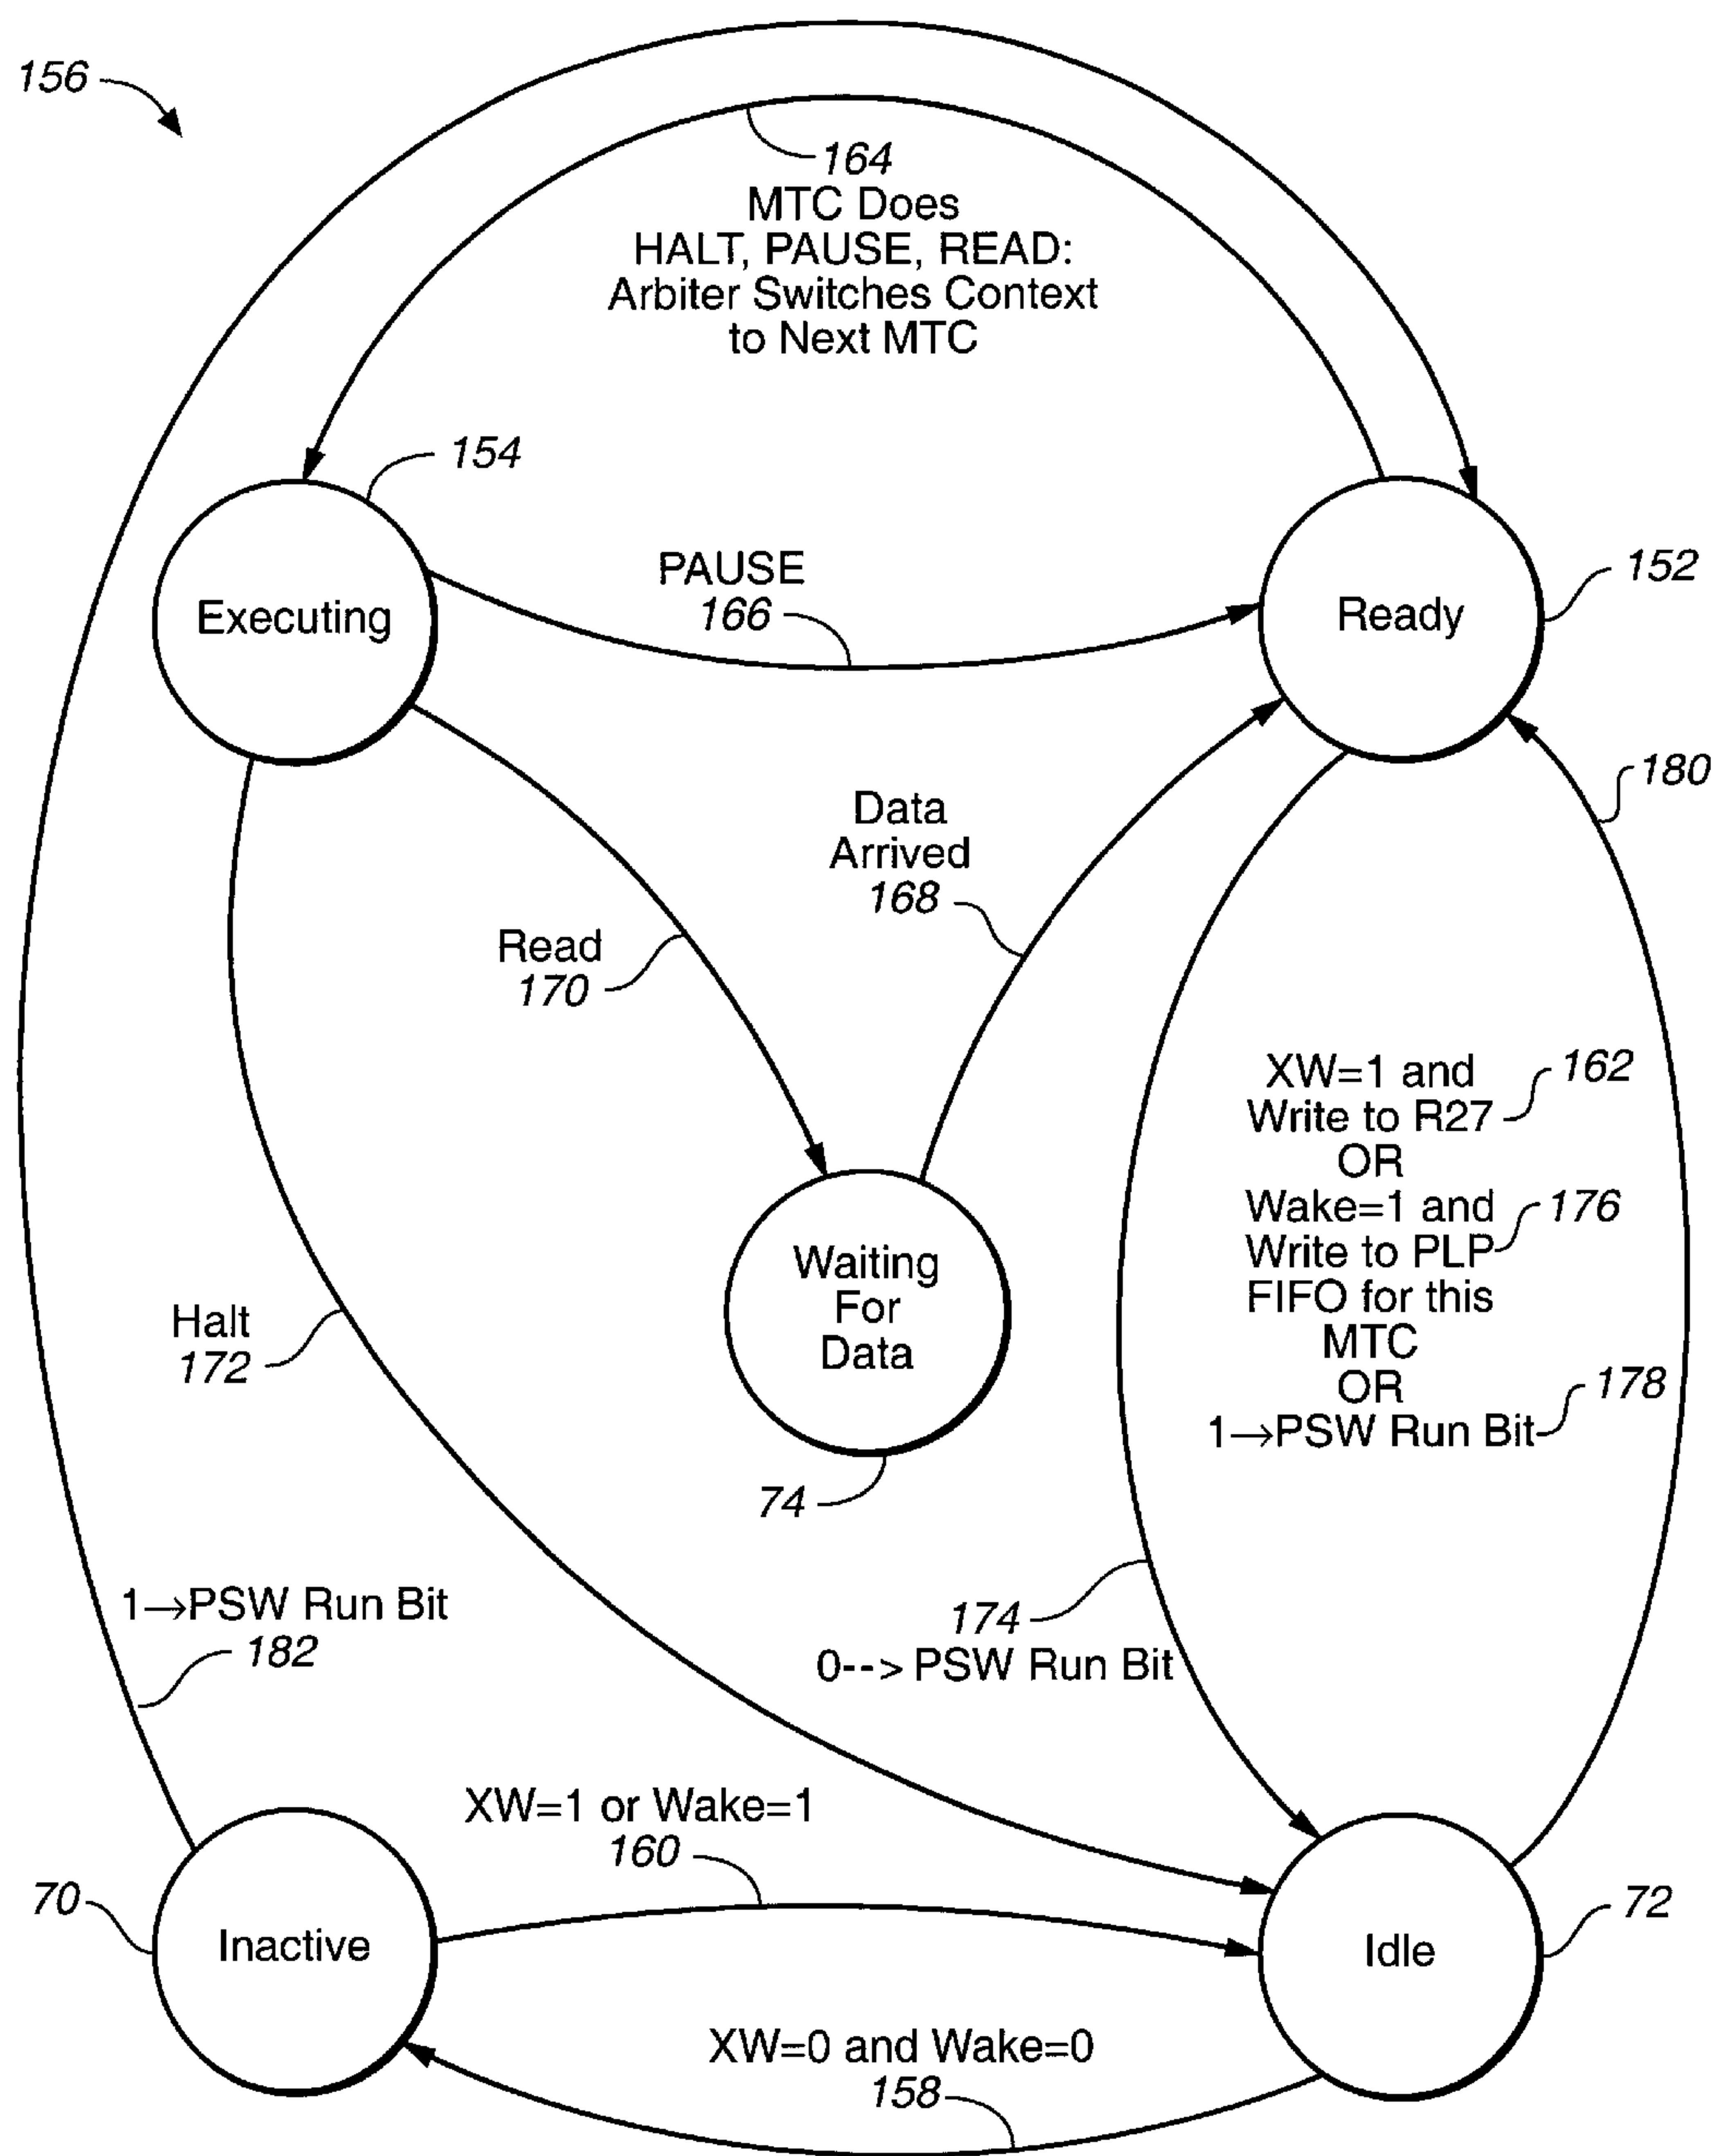 156
164
MTC Does
HALT, PAUSE, READ:
Arbiter Switches Context
to Next MTC
154
PAUSE
166
152
Executing
Ready
180
Data
Arrived
168
Read
170
XW=1 and
162
Write to R27
OR
Wake=1 and
176
Write to PLP
FIFO for this
MTC
OR
178
1→PSW Run Bit
Waiting
For
Data
74
Halt
172
174
0--> PSW Run Bit
1→PSW Run Bit
182
XW=1 or Wake=1
160
70
72
Inactive
Idle
XW=0 and Wake=0
158